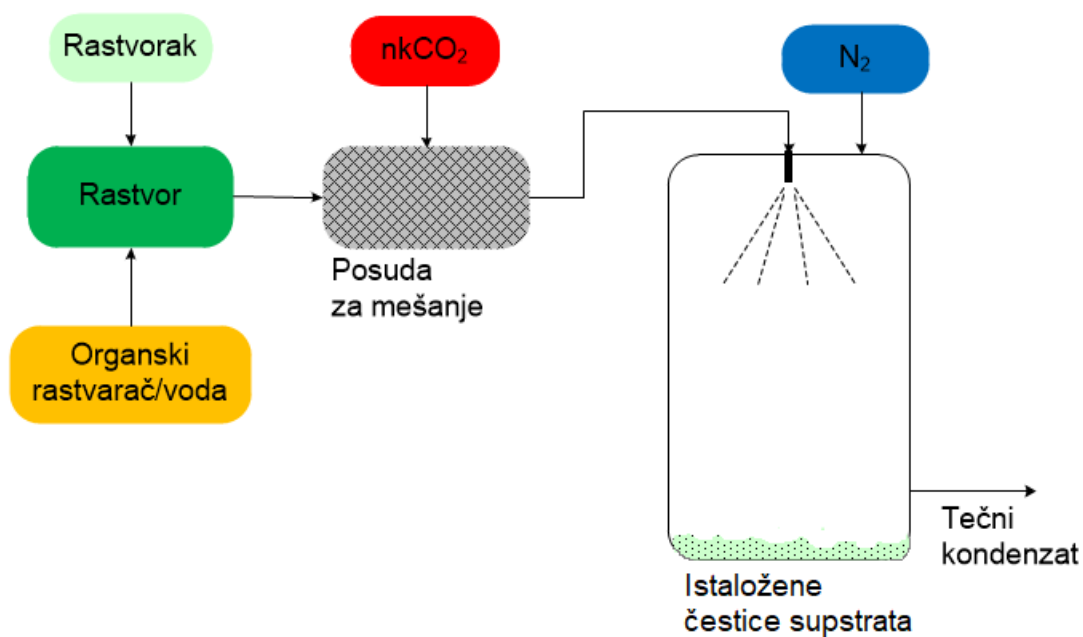 Rastvorak
nkCO₂
N₂
Rastvor
Posuda
za mešanje
Organski
rastvarač/voda
Tečni
kondenzat
Istaložene
čestice supstrata